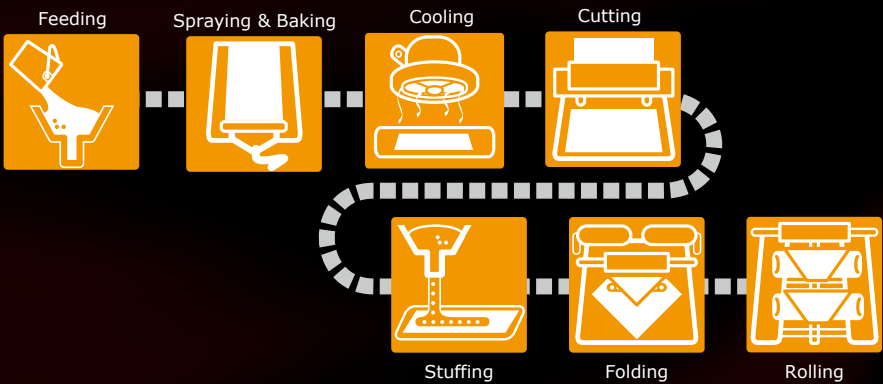 Feeding
Spraying & Baking
Cooling
Cutting
Stuffing
Folding
Rolling